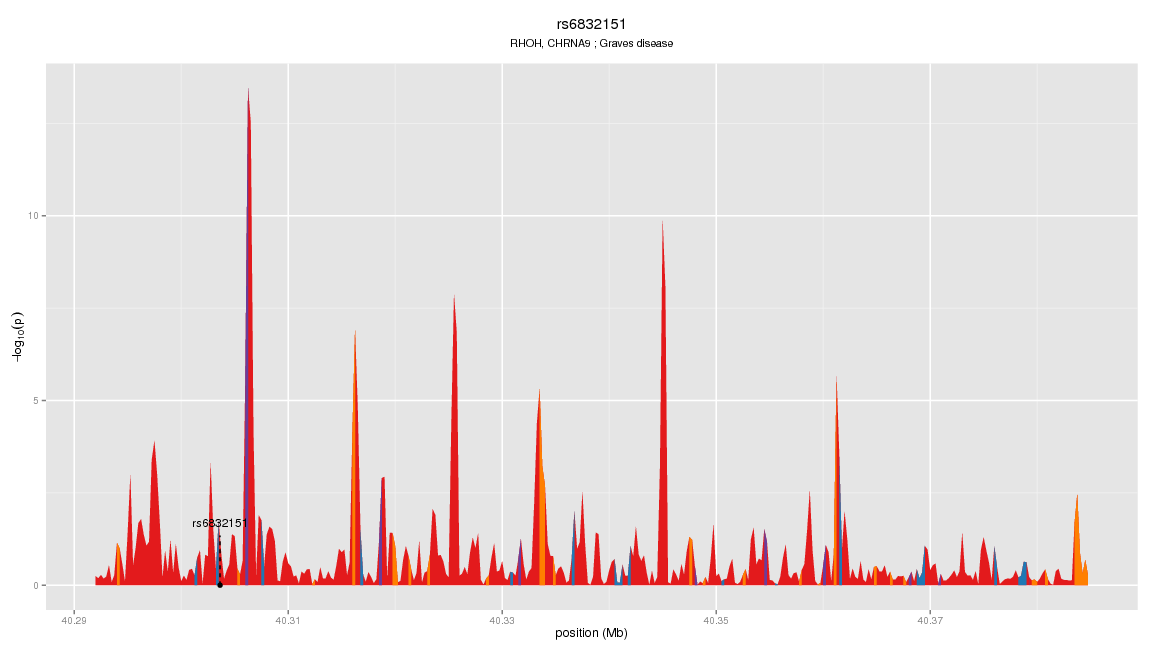 rs6832151
RHOH, CHRNA9 ; Graves disease
10
5
0
rs6832151
40.29 40.31 40.33 40.35 40.37
position (Mb)
−log10(p)